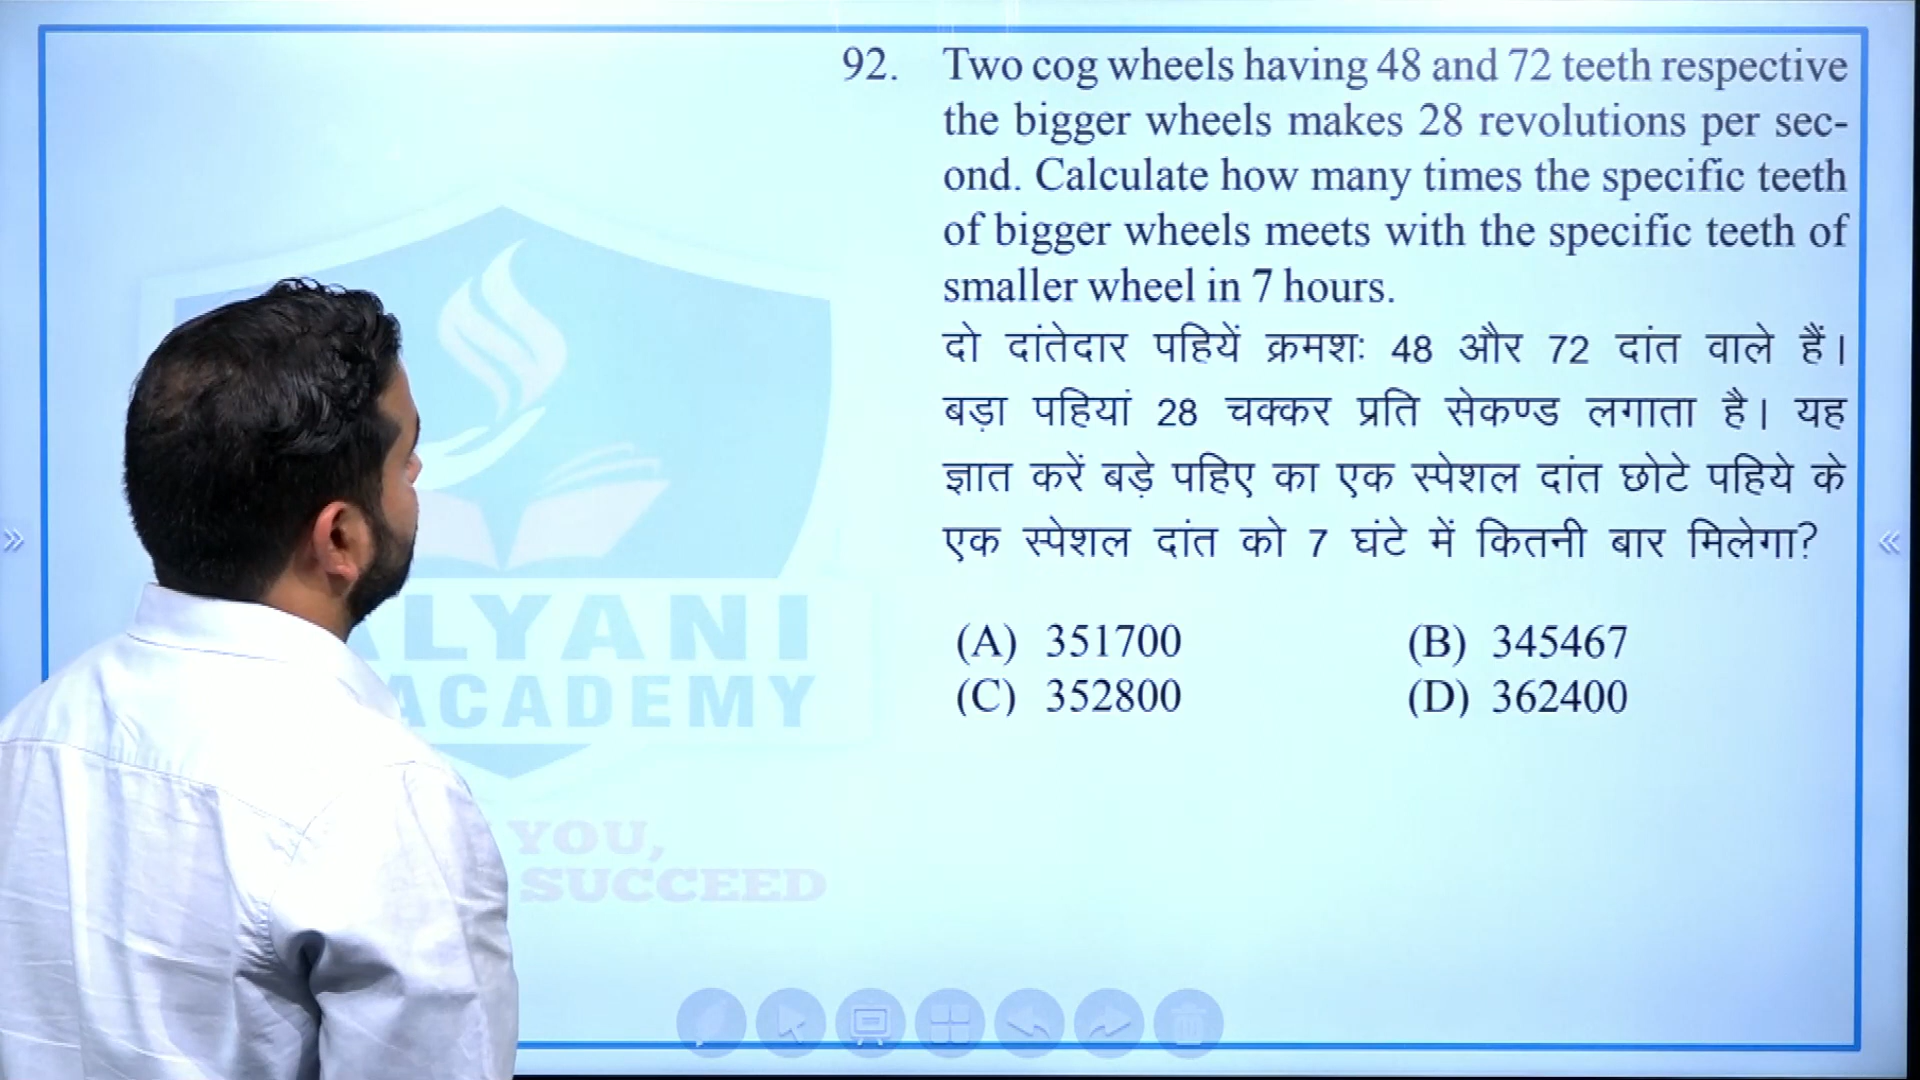 92. Two cog wheels having 48 and 72 teeth respective
the bigger wheels makes 28 revolutions per sec-
ond. Calculate how many times the specific teeth
of bigger wheels meets with the specific teeth of
smaller wheel in 7 hours.
दो दांतेदार पहियें क्रमशः 48 और 72 दांत वाले हैं।
बड़ा पहियां 28 चक्कर प्रति सेकण्ड लगाता है। यह
ज्ञात करें बड़े पहिए का एक स्पेशल दांत छोटे पहिये के
एक स्पेशल दांत को 7 घंटे में कितनी बार मिलेगा?
(A) 351700 (B) 345467
(C) 352800 (D) 362400
ALYANI
ACADEMY
YOU,
SUCCEED